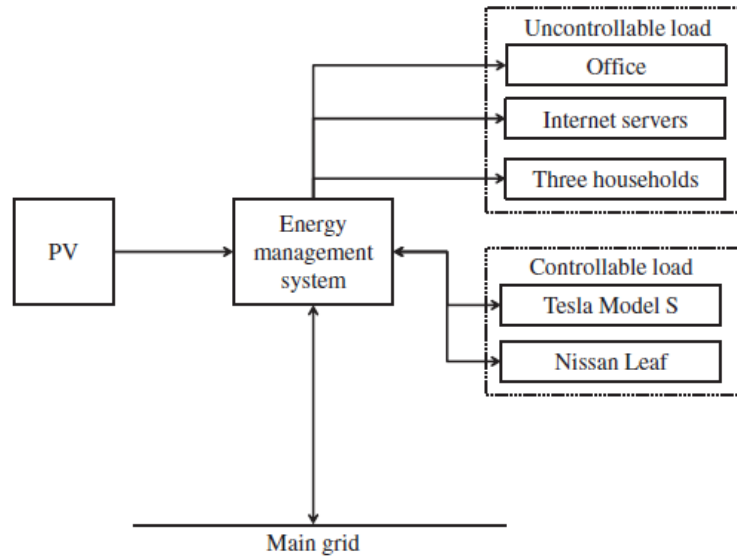 Uncontrollable load
Office
Internet servers
Three households
PV
Energy
management
system
Controllable load
Tesla Model S
Nissan Leaf
Main grid